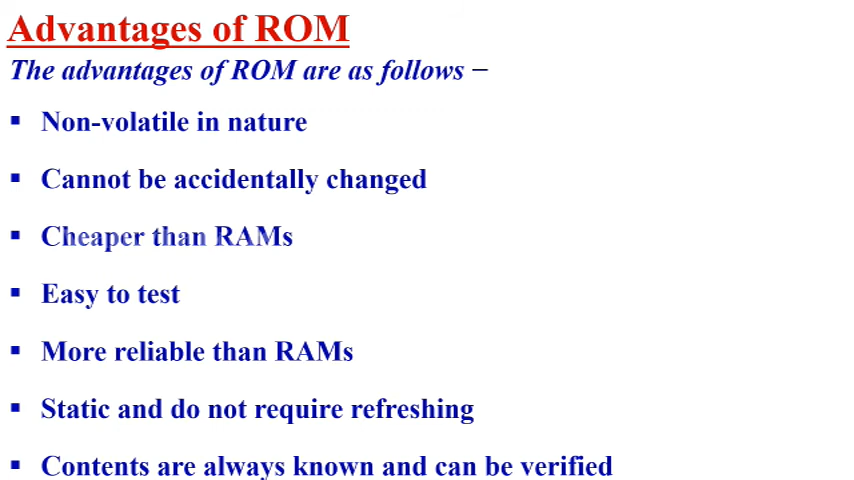 Advantages of ROM
The advantages of ROM are as follows −
▪ Non-volatile in nature
▪ Cannot be accidentally changed
▪ Cheaper than RAMs
▪ Easy to test
▪ More reliable than RAMs
▪ Static and do not require refreshing
▪ Contents are always known and can be verified